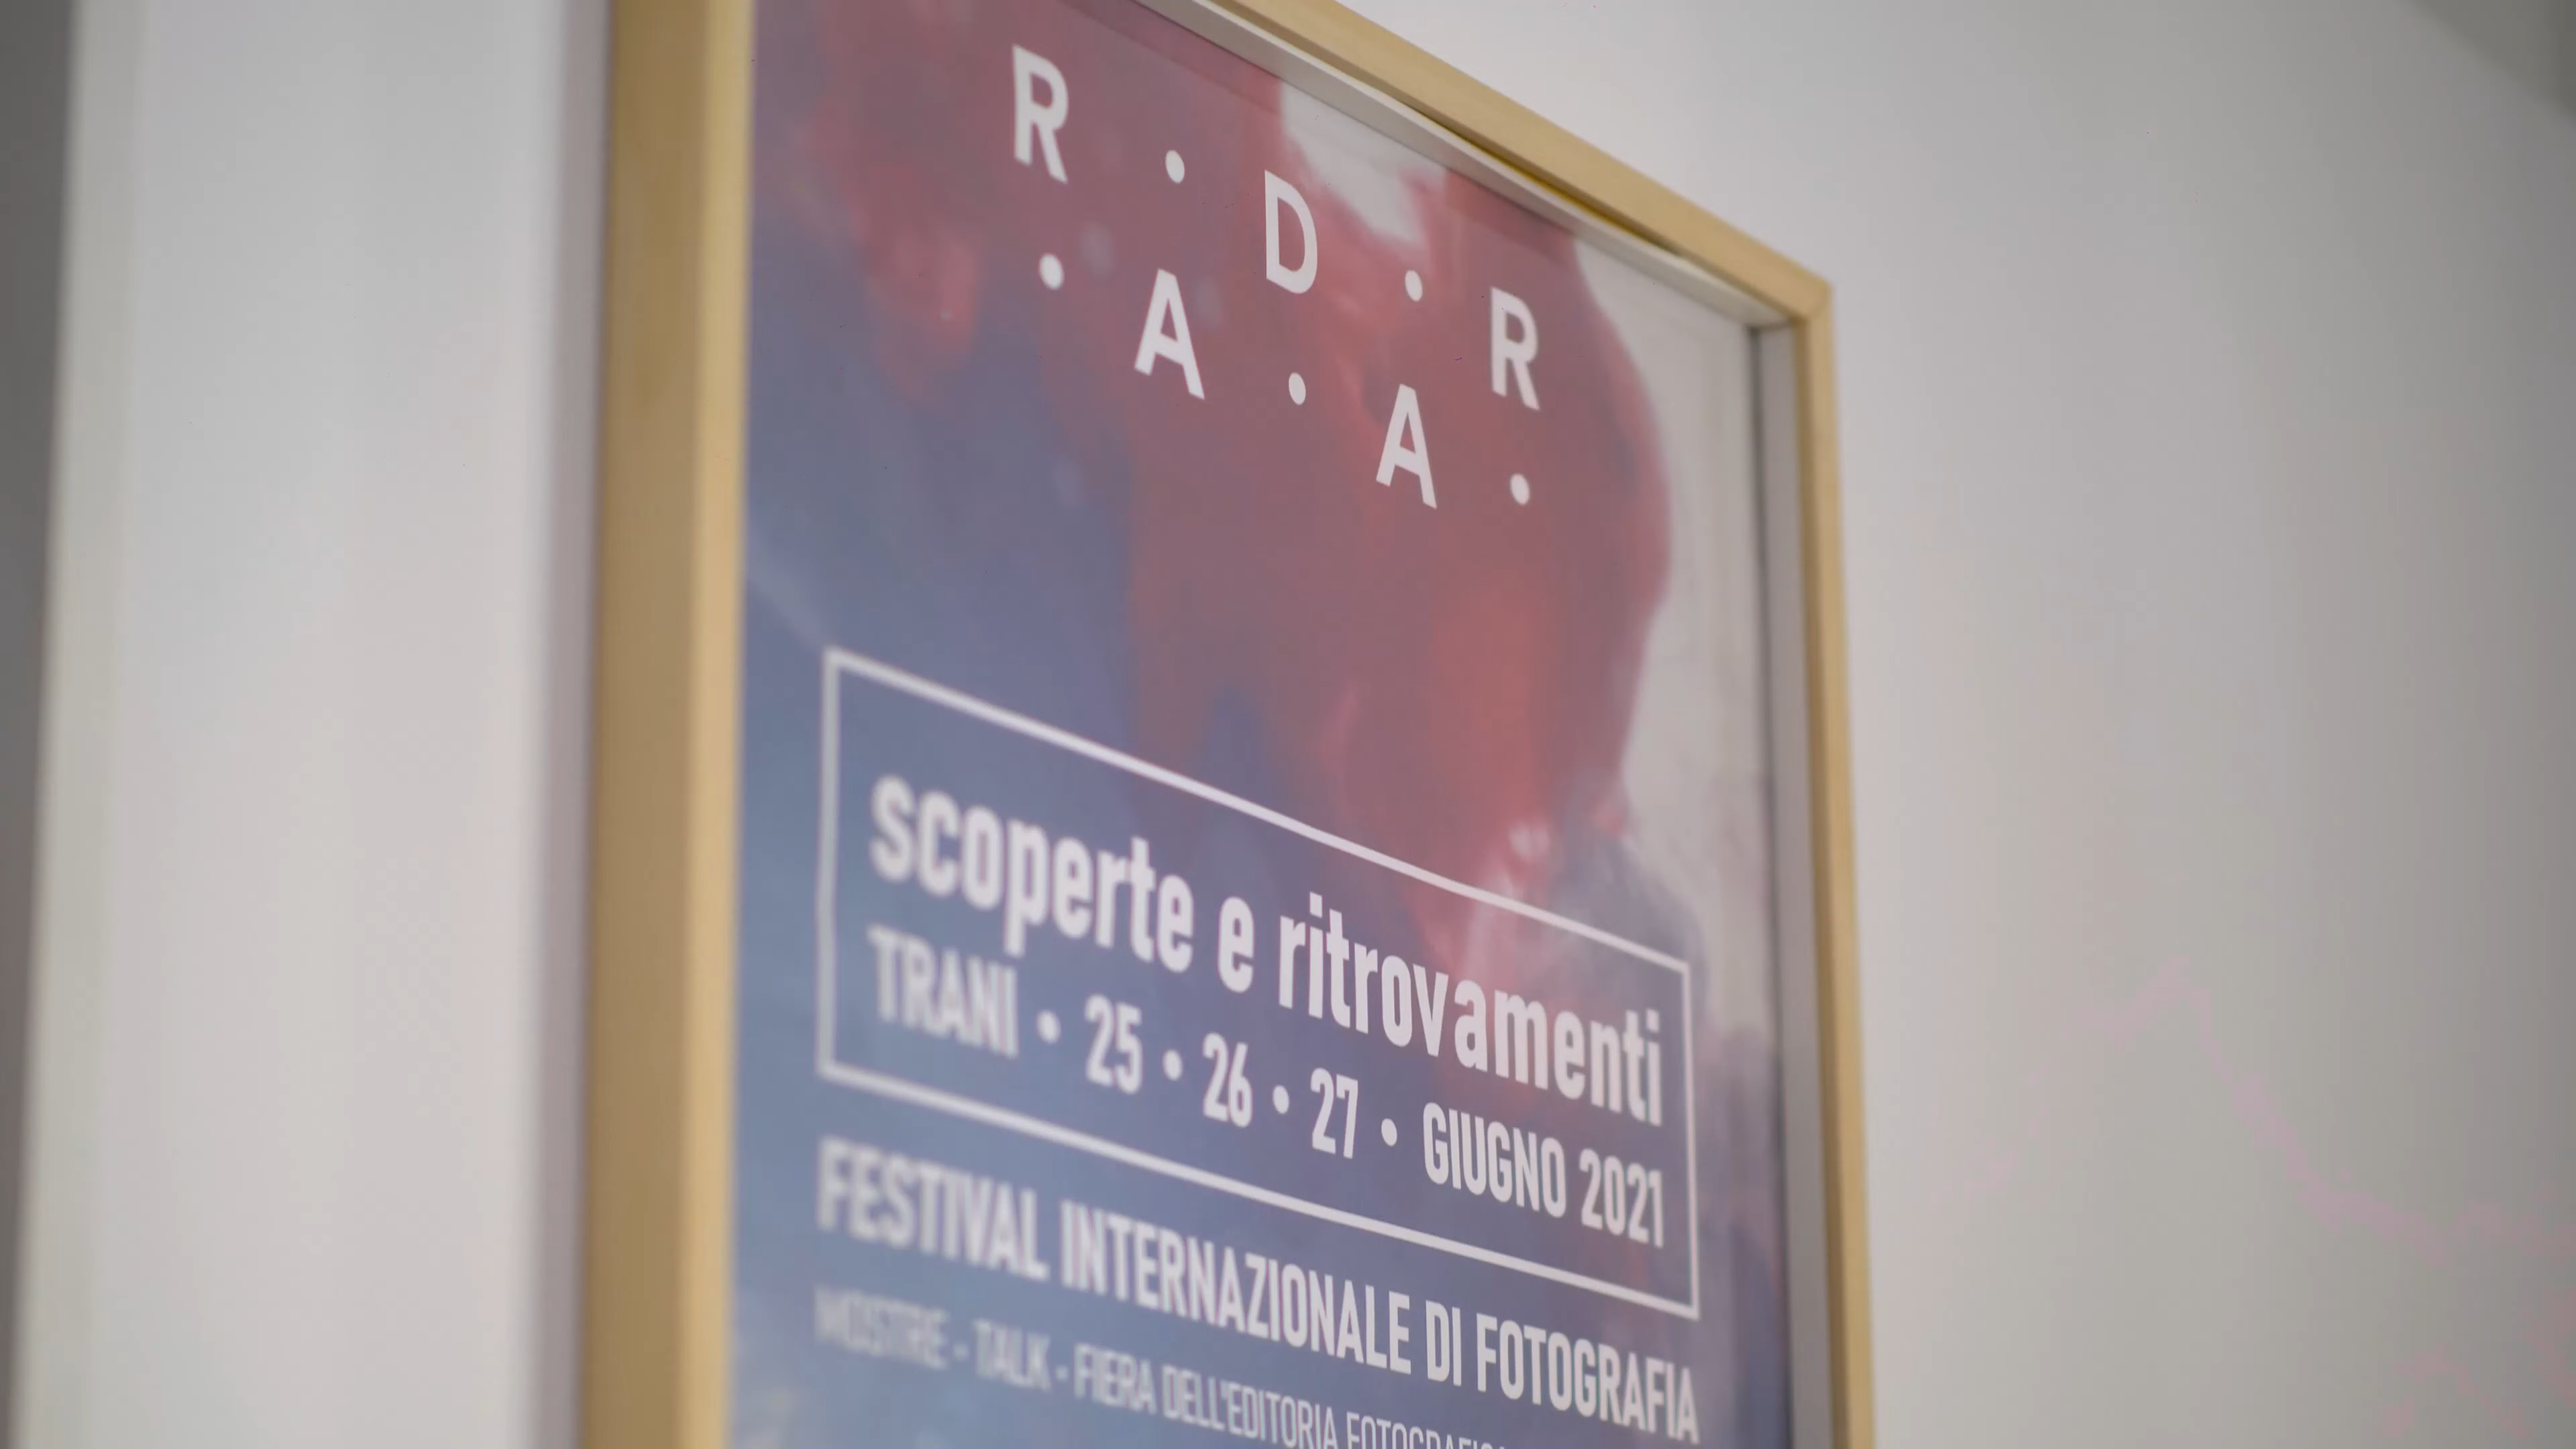 R · D · R
· A · A ·
scoperte e ritrovamenti
TRANI • 25 • 26 • 27 • GIUGNO 2021
FESTIVAL INTERNAZIONALE DI FOTOGRAFIA
MOSTRE - TALK - FIERA DELL'EDITORIA